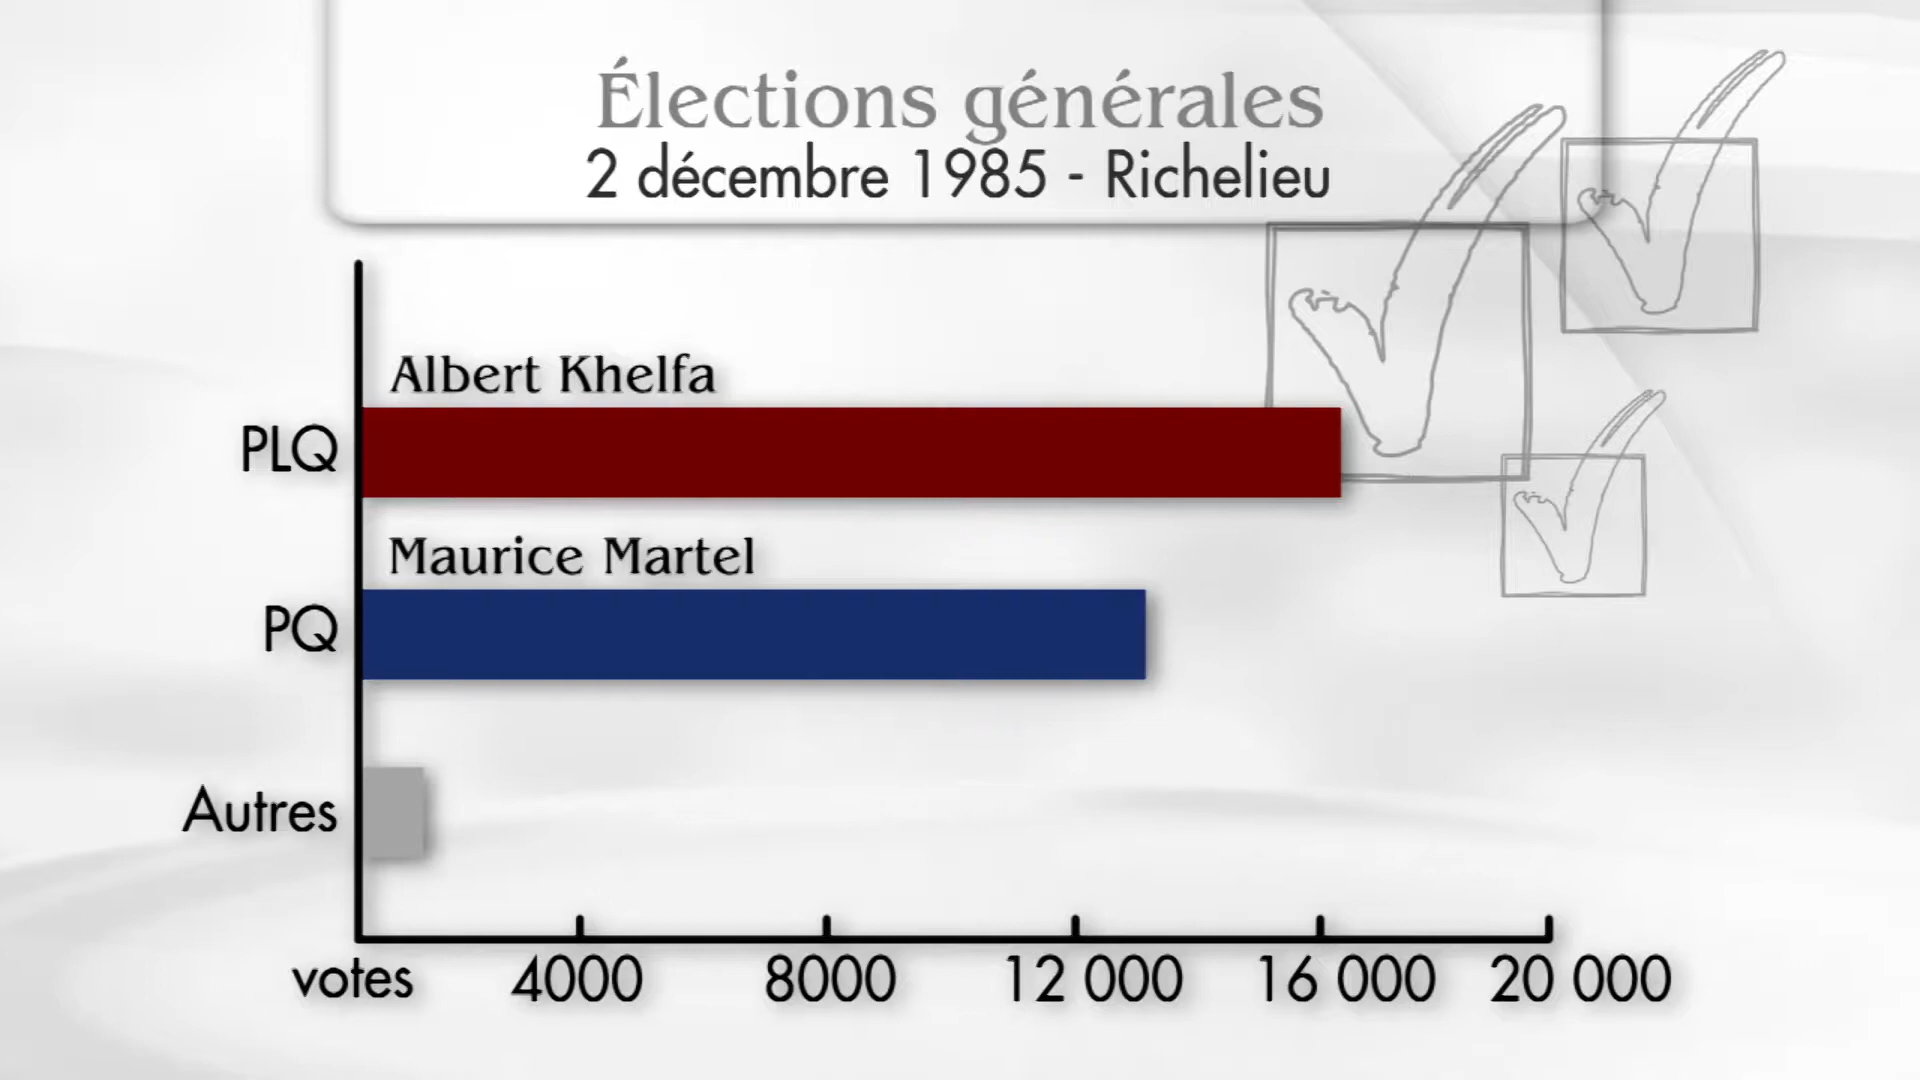 Élections générales
2 décembre 1985 - Richelieu
Albert Khelfa
PLQ
Maurice Martel
PQ
Autres
votes 4000 8000 12 000 16 000 20 000